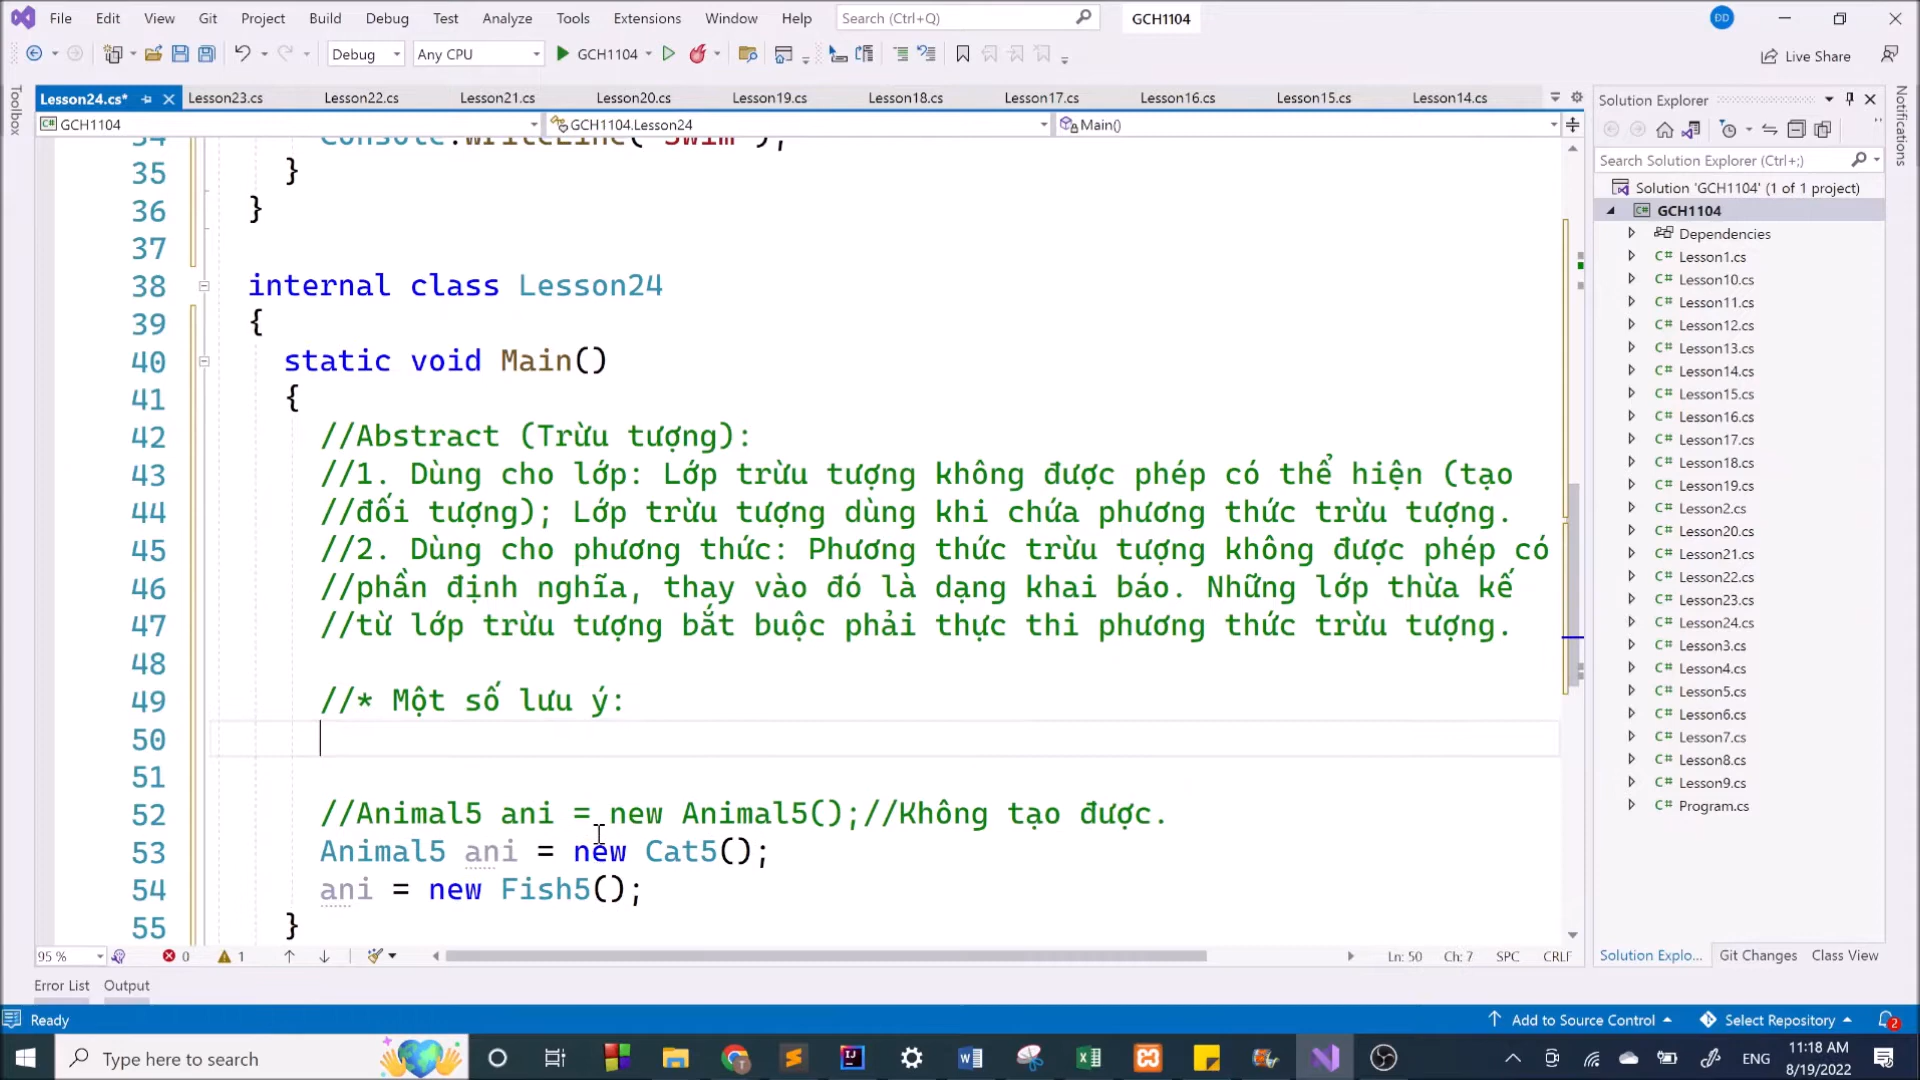 File Edit View Git Project Build Debug Test Analyze Tools Extensions Window Help Search (Ctrl+Q) GCH1104 DD
Debug Any CPU GCH1104 Live Share
Lesson24.cs* Lesson23.cs Lesson22.cs Lesson21.cs Lesson20.cs Lesson19.cs Lesson18.cs Lesson17.cs Lesson16.cs Lesson15.cs Lesson14.cs
GCH1104 GCH1104.Lesson24 Main()
Toolbox
34 Console.WriteLine("Swim");
35 }
36 }
37
38 internal class Lesson24
39 {
40 static void Main()
41 {
42 //Abstract (Trừu tượng):
43 //1. Dùng cho lớp: Lớp trừu tượng không được phép có thể hiện (tạo
44 //đối tượng); Lớp trừu tượng dùng khi chứa phương thức trừu tượng.
45 //2. Dùng cho phương thức: Phương thức trừu tượng không được phép có
46 //phần định nghĩa, thay vào đó là dạng khai báo. Những lớp thừa kế
47 //từ lớp trừu tượng bắt buộc phải thực thi phương thức trừu tượng.
48
49 //* Một số lưu ý:
50
51
52 //Animal5 ani = new Animal5();//Không tạo được.
53 Animal5 ani = new Cat5();
54 ani = new Fish5();
55 }
95 % 0 1 Ln: 50 Ch: 7 SPC CRLF
Error List Output
Solution Explorer
Search Solution Explorer (Ctrl+;)
Solution 'GCH1104' (1 of 1 project)
C# GCH1104
Dependencies
C# Lesson1.cs
C# Lesson10.cs
C# Lesson11.cs
C# Lesson12.cs
C# Lesson13.cs
C# Lesson14.cs
C# Lesson15.cs
C# Lesson16.cs
C# Lesson17.cs
C# Lesson18.cs
C# Lesson19.cs
C# Lesson2.cs
C# Lesson20.cs
C# Lesson21.cs
C# Lesson22.cs
C# Lesson23.cs
C# Lesson24.cs
C# Lesson3.cs
C# Lesson4.cs
C# Lesson5.cs
C# Lesson6.cs
C# Lesson7.cs
C# Lesson8.cs
C# Lesson9.cs
C# Program.cs
Solution Explo... Git Changes Class View
Notifications
Ready Add to Source Control Select Repository 2
Type here to search ENG 11:18 AM
8/19/2022